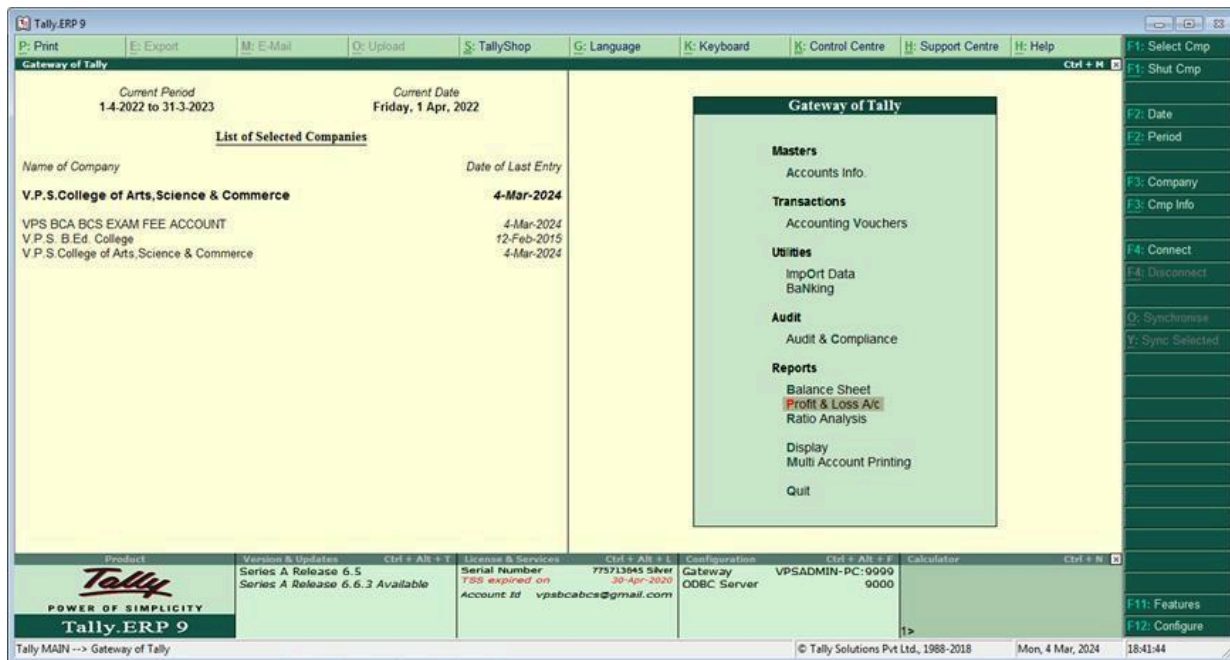 Tally.ERP 9
P: Print E: Export M: E-Mail O: Upload S: TallyShop G: Language K: Keyboard K: Control Centre H: Support Centre H: Help
Gateway of Tally Ctrl + M
Current Period Current Date
1-4-2022 to 31-3-2023 Friday, 1 Apr, 2022
List of Selected Companies
Name of Company Date of Last Entry
V.P.S.College of Arts,Science & Commerce 4-Mar-2024
VPS BCA BCS EXAM FEE ACCOUNT 4-Mar-2024
V.P.S. B.Ed. College 12-Feb-2015
V.P.S.College of Arts,Science & Commerce 4-Mar-2024
Gateway of Tally
Masters
Accounts Info.
Transactions
Accounting Vouchers
Utilities
ImpOrt Data
BaNking
Audit
Audit & Compliance
Reports
Balance Sheet
Profit & Loss A/c
Ratio Analysis
Display
Multi Account Printing
Quit
F1: Select Cmp
F1: Shut Cmp
F2: Date
F2: Period
F3: Company
F3: Cmp Info
F4: Connect
F4: Disconnect
O: Synchronise
Y: Sync Selected
F11: Features
F12: Configure
Product
Tally
POWER OF SIMPLICITY
Tally.ERP 9
Version & Updates Ctrl + Alt + T
Series A Release 6.5
Series A Release 6.6.3 Available
License & Services Ctrl + Alt + L
Serial Number 775713645 Silver
TSS expired on 30-Apr-2020
Account Id vpsbcabcs@gmail.com
Configuration Ctrl + Alt + F
Gateway VPSADMIN-PC:9999
ODBC Server 9000
Calculator Ctrl + N
1>
Tally MAIN --> Gateway of Tally © Tally Solutions Pvt Ltd., 1988-2018 Mon, 4 Mar, 2024 18:41:44